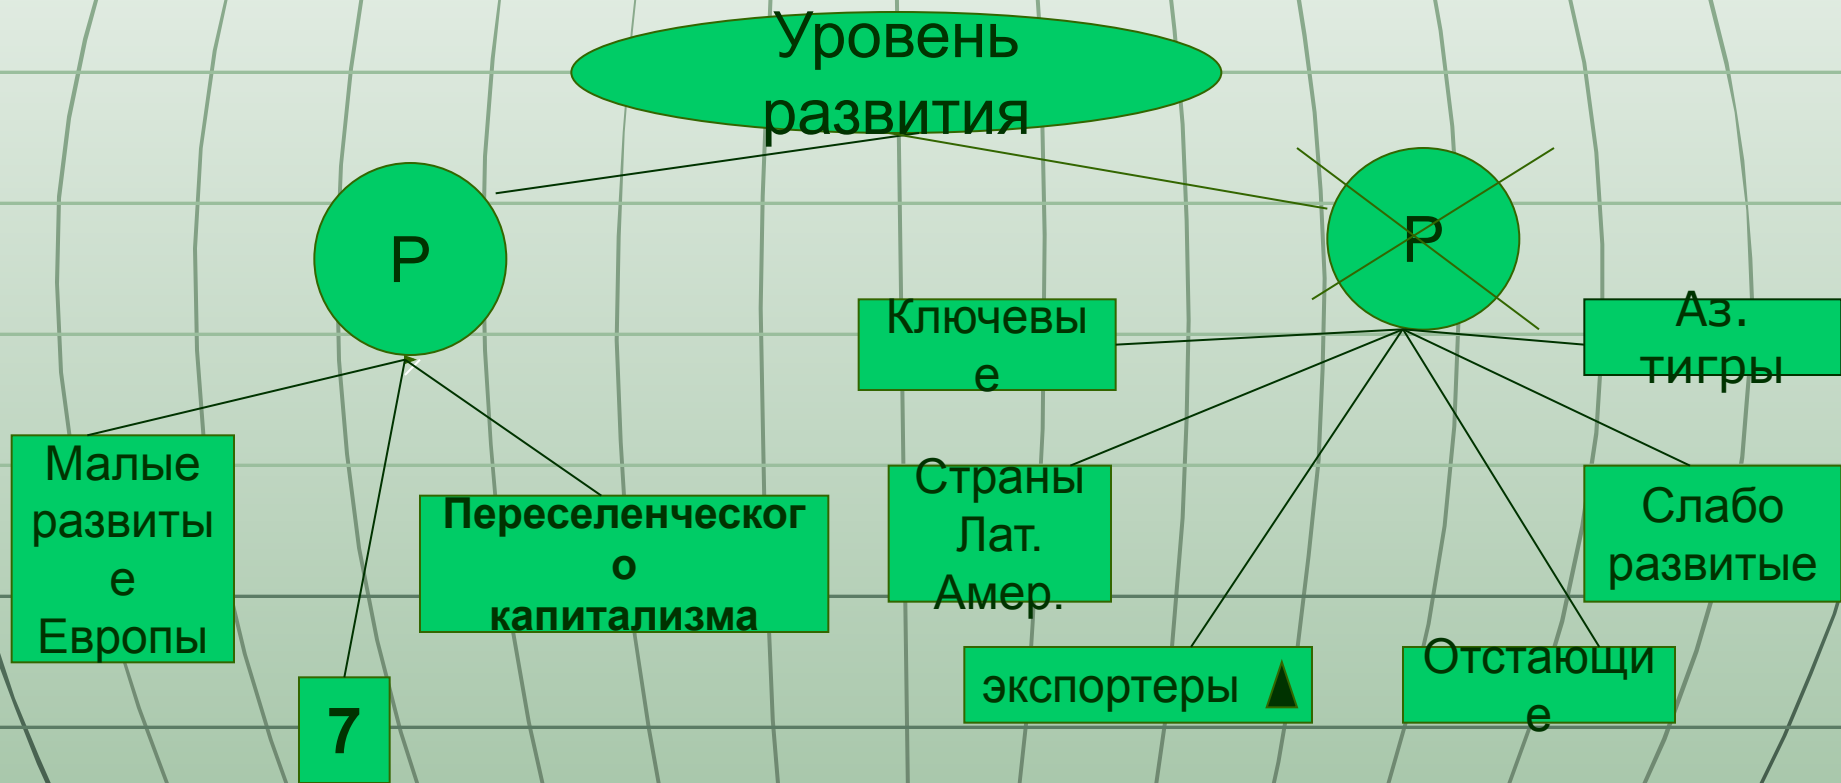 Уровень
развития
Р
Р
Ключевы
е
Аз.
тигры
Малые
развиты
е
Европы
Переселенческог
о
капитализма
Страны
Лат.
Амер.
Слабо
развитые
экспортеры
Отстающи
е
7